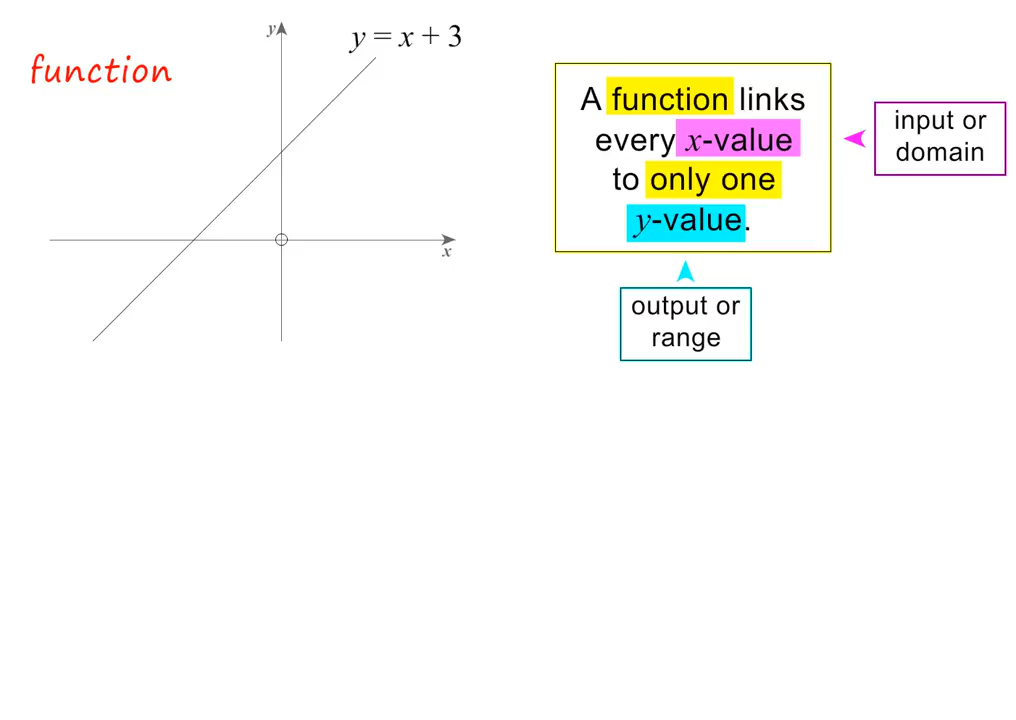 function
y
y = x + 3
x
A function links
every x-value
to only one
y-value.
input or
domain
output or
range